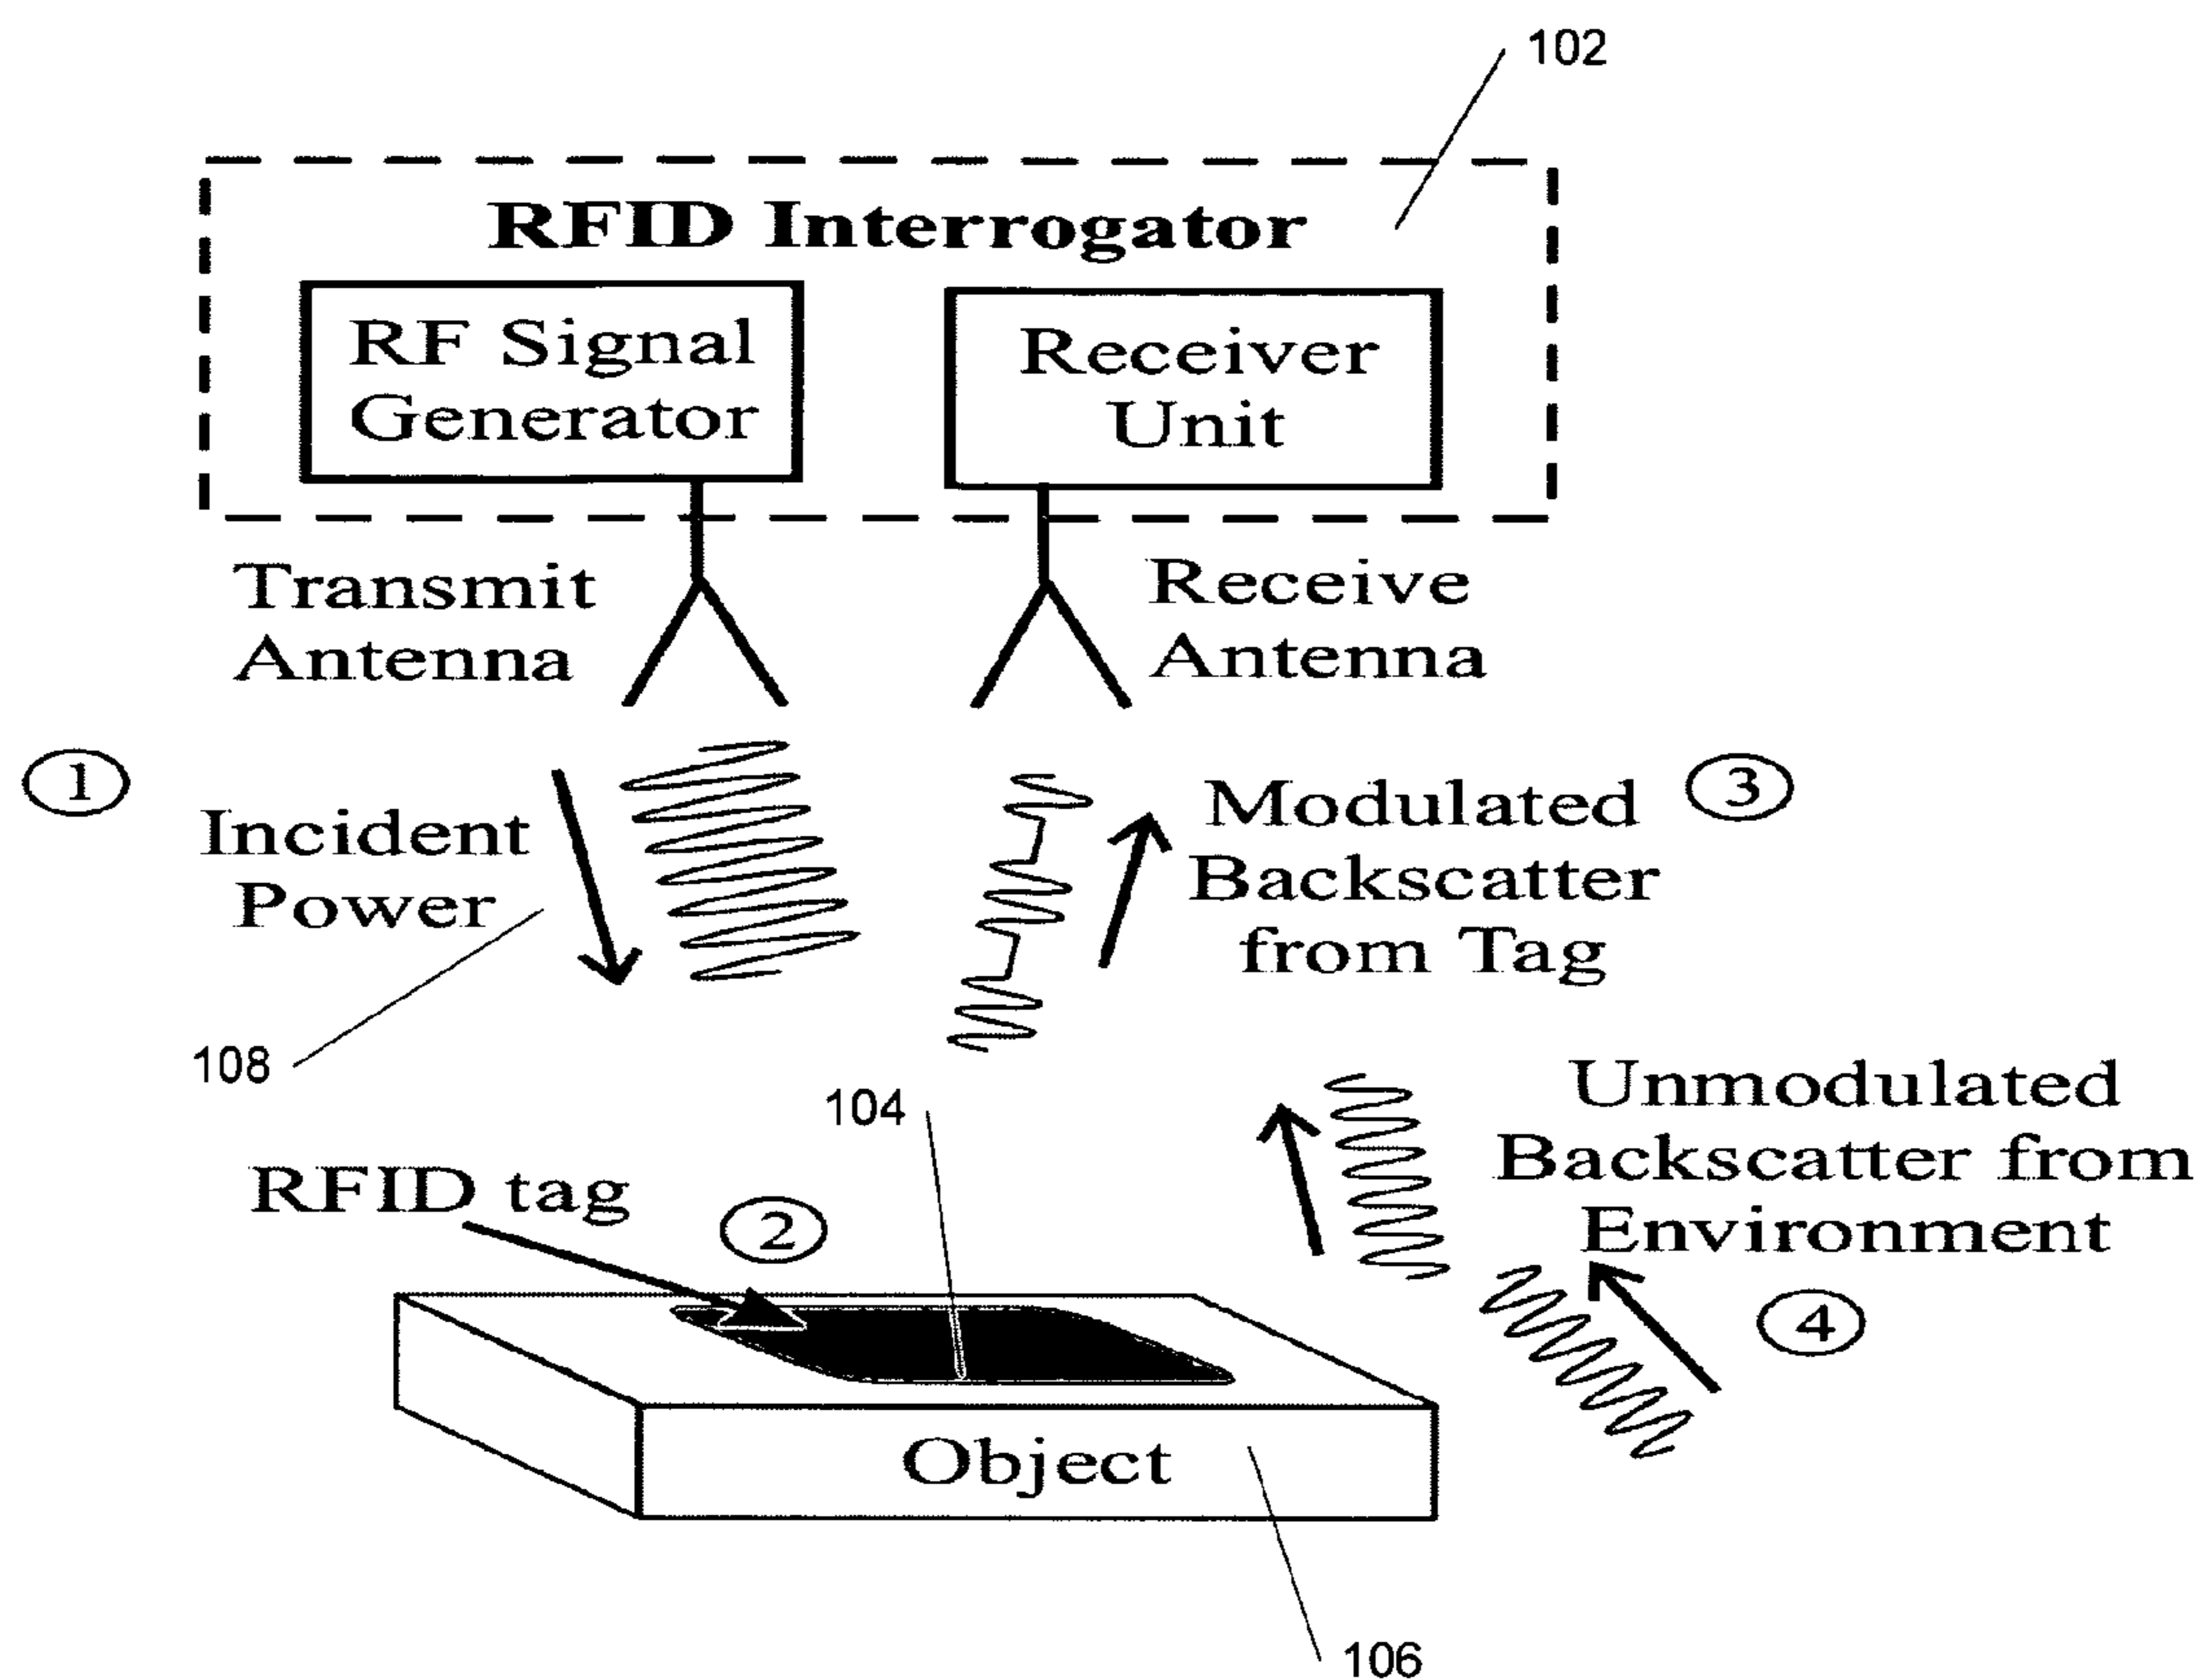 102
RFID Interrogator
RF Signal
Generator
Receiver
Unit
Transmit
Antenna
Receive
Antenna
1
Incident
Power
3
Modulated
Backscatter
from Tag
108
104
Unmodulated
Backscatter from
Environment
RFID tag
2
4
Object
106